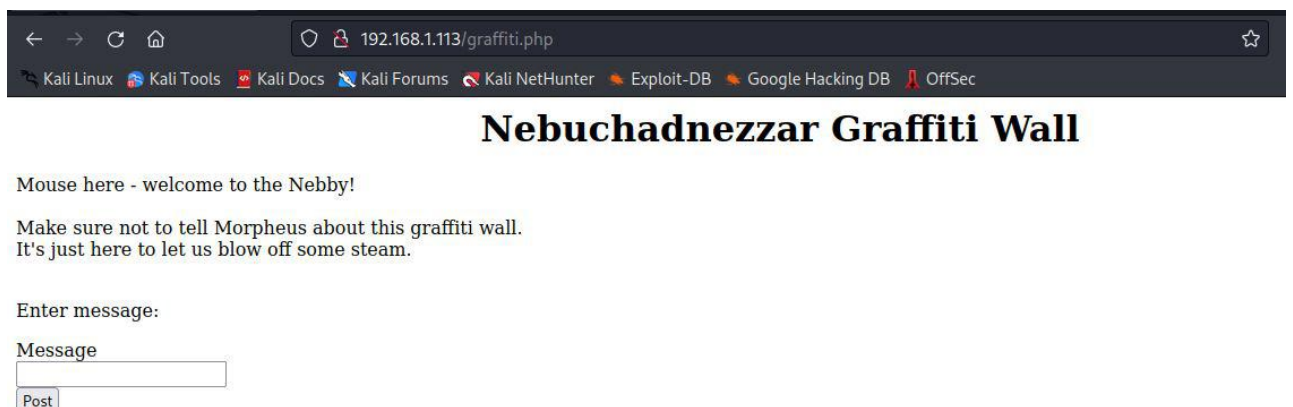 192.168.1.113/graffiti.php
Kali Linux Kali Tools Kali Docs Kali Forums Kali NetHunter Exploit-DB Google Hacking DB OffSec
Nebuchadnezzar Graffiti Wall
Mouse here - welcome to the Nebby!
Make sure not to tell Morpheus about this graffiti wall.
It's just here to let us blow off some steam.
Enter message:
Message
Post